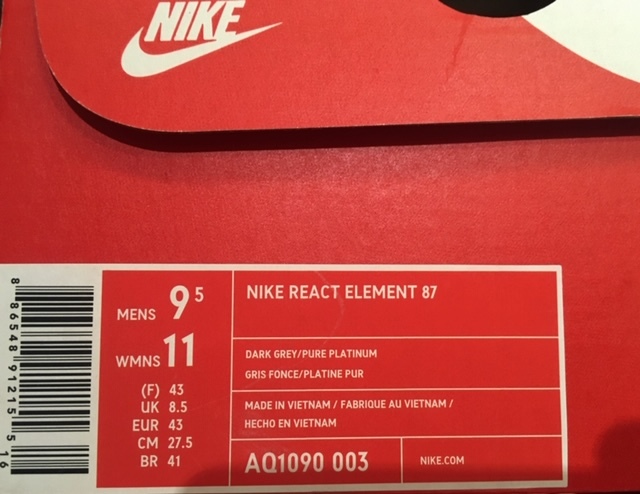 NIKE
MENS 9 5
WMNS 11
(F) 43
UK 8.5
EUR 43
CM 27.5
BR 41
NIKE REACT ELEMENT 87
DARK GREY/PURE PLATINUM
GRIS FONCE/PLATINE PUR
MADE IN VIETNAM / FABRIQUE AU VIETNAM /
HECHO EN VIETNAM
AQ1090 003
NIKE.COM
8 86548 91215 5 16